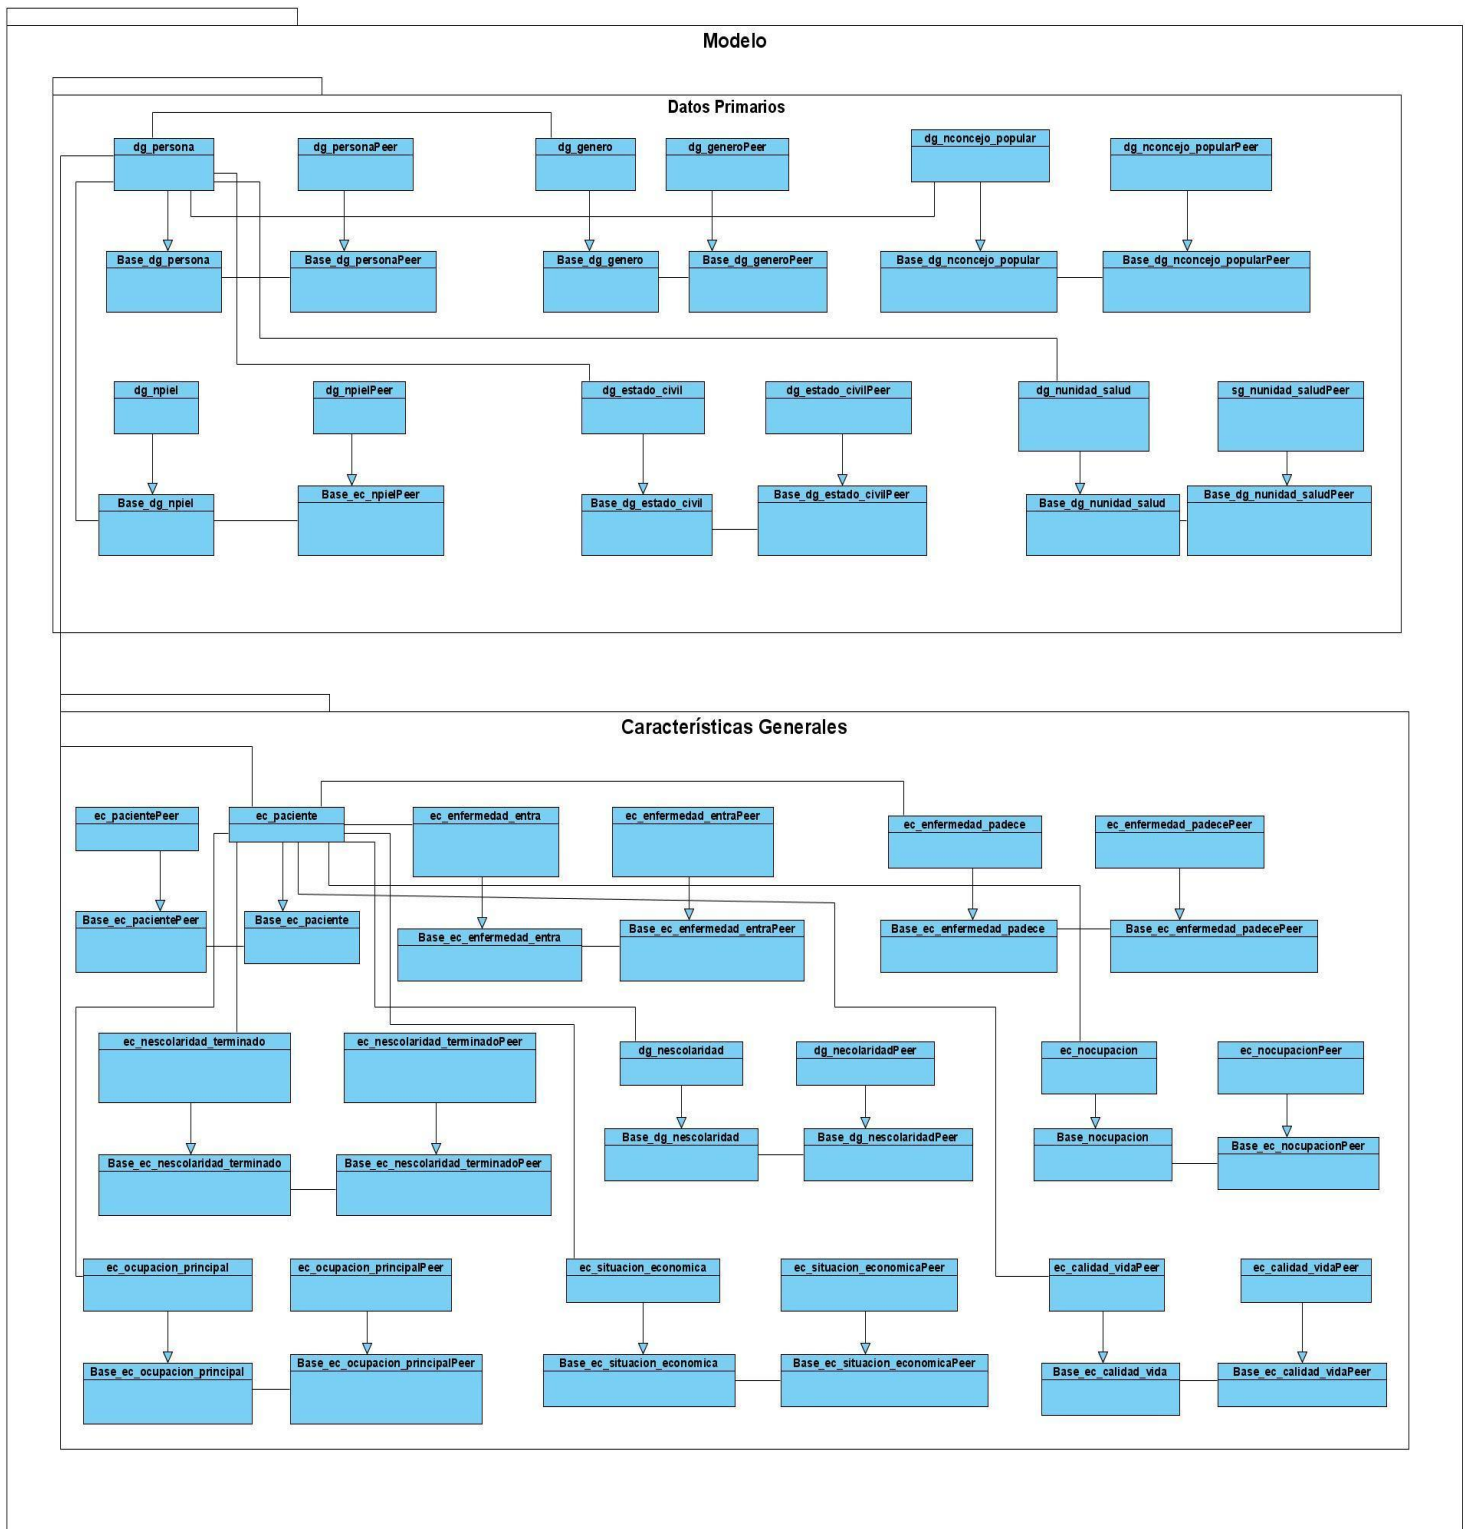 Modelo
Datos Primarios
dg_persona
dg_personaPeer
dg_genero
dg_generoPeer
dg_nconcejo_popular
dg_nconcejo_popularPeer
Base_dg_persona
Base_dg_personaPeer
Base_dg_genero
Base_dg_generoPeer
Base_dg_nconcejo_popular
Base_dg_nconcejo_popularPeer
dg_npiel
dg_npielPeer
dg_estado_civil
dg_estado_civilPeer
dg_nunidad_salud
sg_nunidad_saludPeer
Base_dg_npiel
Base_ec_npielPeer
Base_dg_estado_civil
Base_dg_estado_civilPeer
Base_dg_nunidad_salud
Base_dg_nunidad_saludPeer
Característícas Generales
ec_pacientePeer
ec_paciente
ec_enfermedad_entra
ec_enfermedad_entraPeer
ec_enfermedad_padece
ec_enfermedad_padecePeer
Base_ec_pacientePeer
Base_ec_paciente
Base_ec_enfermedad_entra
Base_ec_enfermedad_entraPeer
Base_ec_enfermedad_padece
Base_ec_enfermedad_padecePeer
ec_nescolaridad_terminado
ec_nescolaridad_terminadoPeer
dg_nescolaridad
dg_necolaridadPeer
ec_nocupacion
ec_nocupacionPeer
Base_ec_nescolaridad_terminado
Base_ec_nescolaridad_terminadoPeer
Base_dg_nescolaridad
Base_dg_nescolaridadPeer
Base_nocupacion
Base_ec_nocupacionPeer
ec_ocupacion_principal
ec_ocupacion_principalPeer
ec_situacion_economica
ec_situacion_economicaPeer
ec_calidad_vidaPeer
ec_calidad_vidaPeer
Base_ec_ocupacion_principal
Base_ec_ocupacion_principalPeer
Base_ec_situacion_economica
Base_ec_situacion_economicaPeer
Base_ec_calidad_vida
Base_ec_calidad_vidaPeer